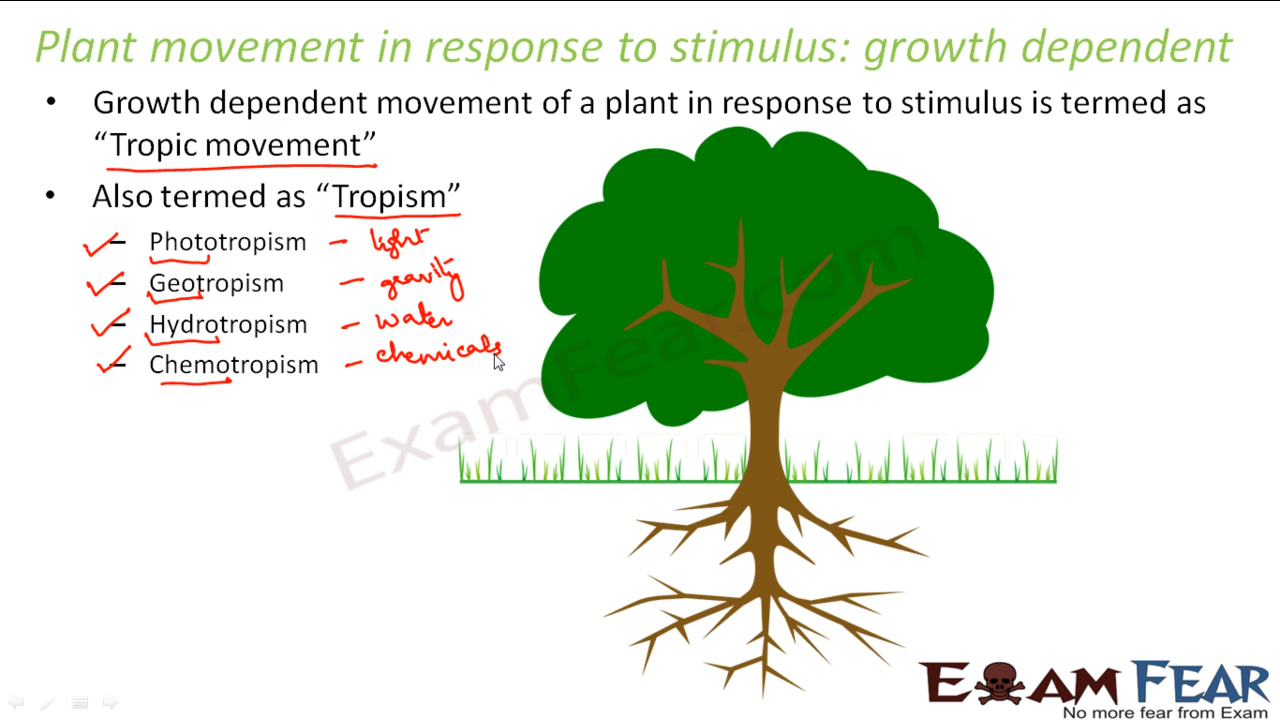 Plant movement in response to stimulus: growth dependent
• Growth dependent movement of a plant in response to stimulus is termed as
“Tropic movement”
• Also termed as “Tropism”
– Phototropism – light
– Geotropism – gravity
– Hydrotropism – water
– Chemotropism – chemicals
ExamFear.com
EXAM FEAR
No more fear from Exam